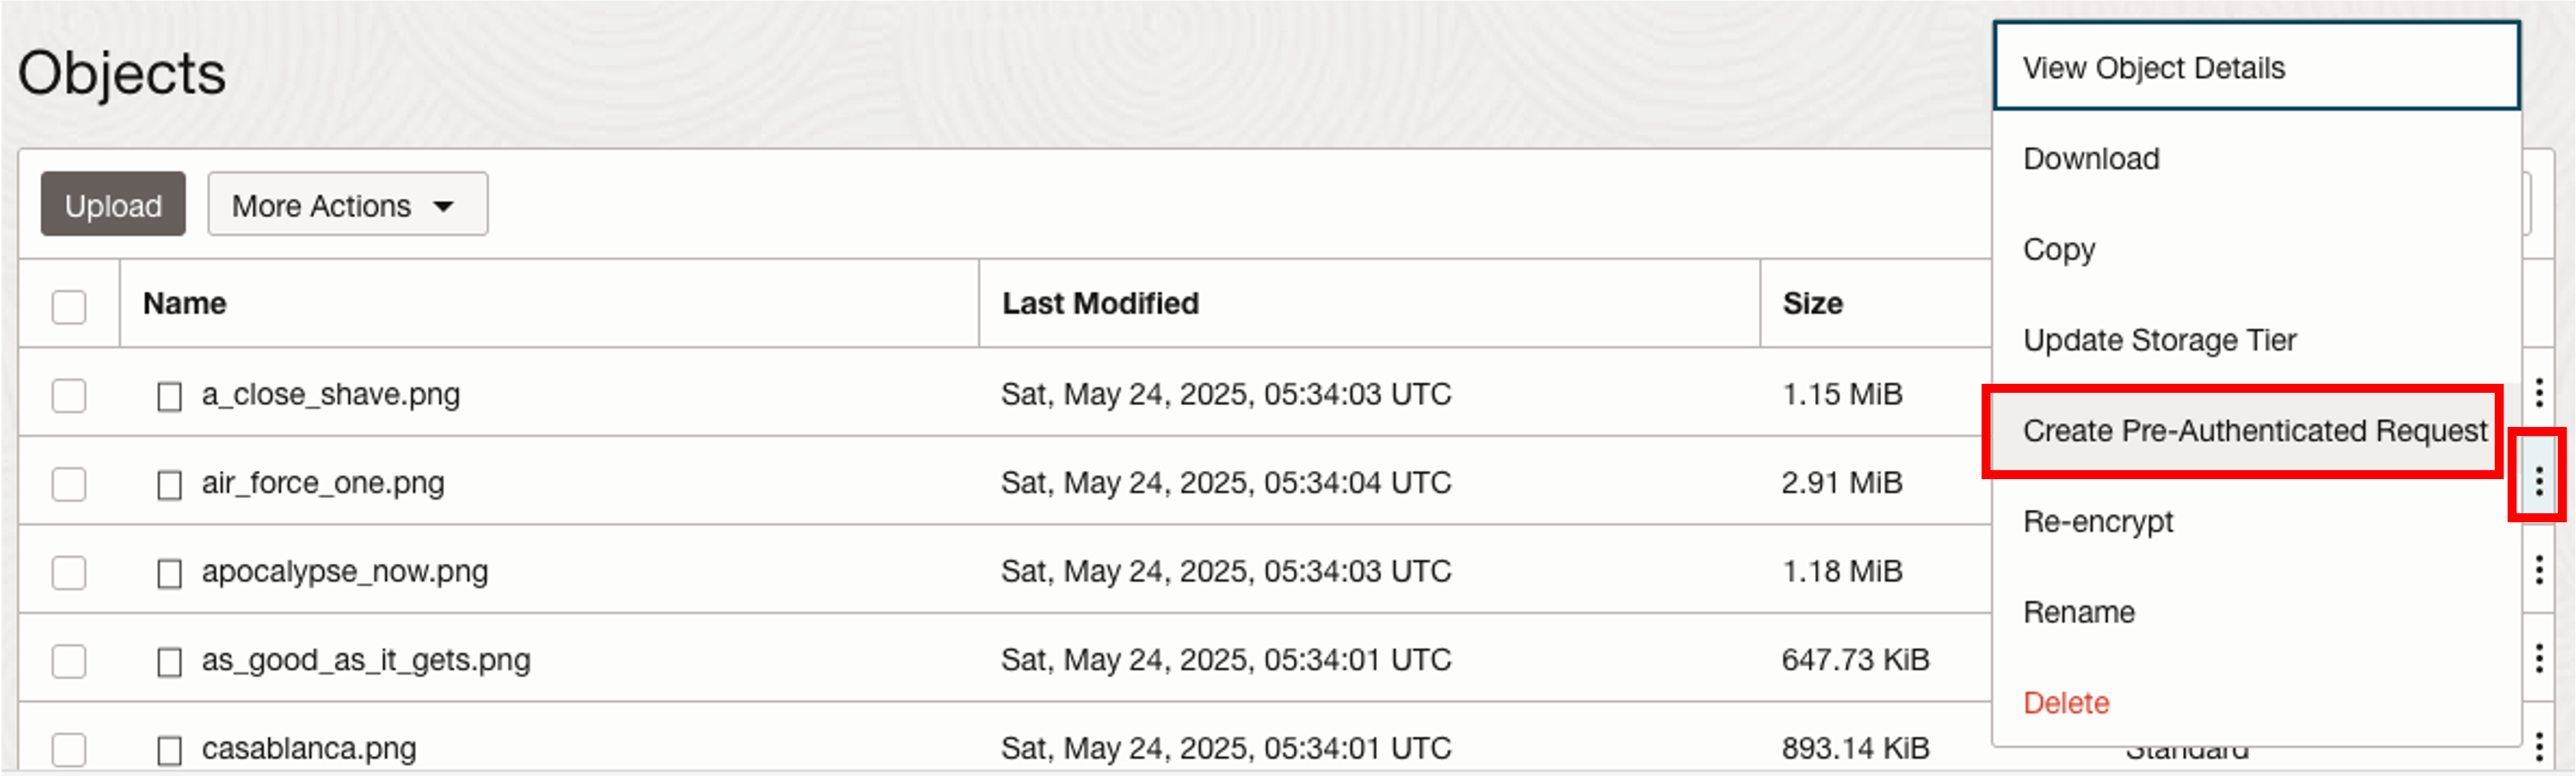 Objects
Upload More Actions
Name Last Modified Size
a_close_shave.png Sat, May 24, 2025, 05:34:03 UTC 1.15 MiB
air_force_one.png Sat, May 24, 2025, 05:34:04 UTC 2.91 MiB
apocalypse_now.png Sat, May 24, 2025, 05:34:03 UTC 1.18 MiB
as_good_as_it_gets.png Sat, May 24, 2025, 05:34:01 UTC 647.73 KiB
casablanca.png Sat, May 24, 2025, 05:34:01 UTC 893.14 KiB Standard
View Object Details
Download
Copy
Update Storage Tier
Create Pre-Authenticated Request
Re-encrypt
Rename
Delete